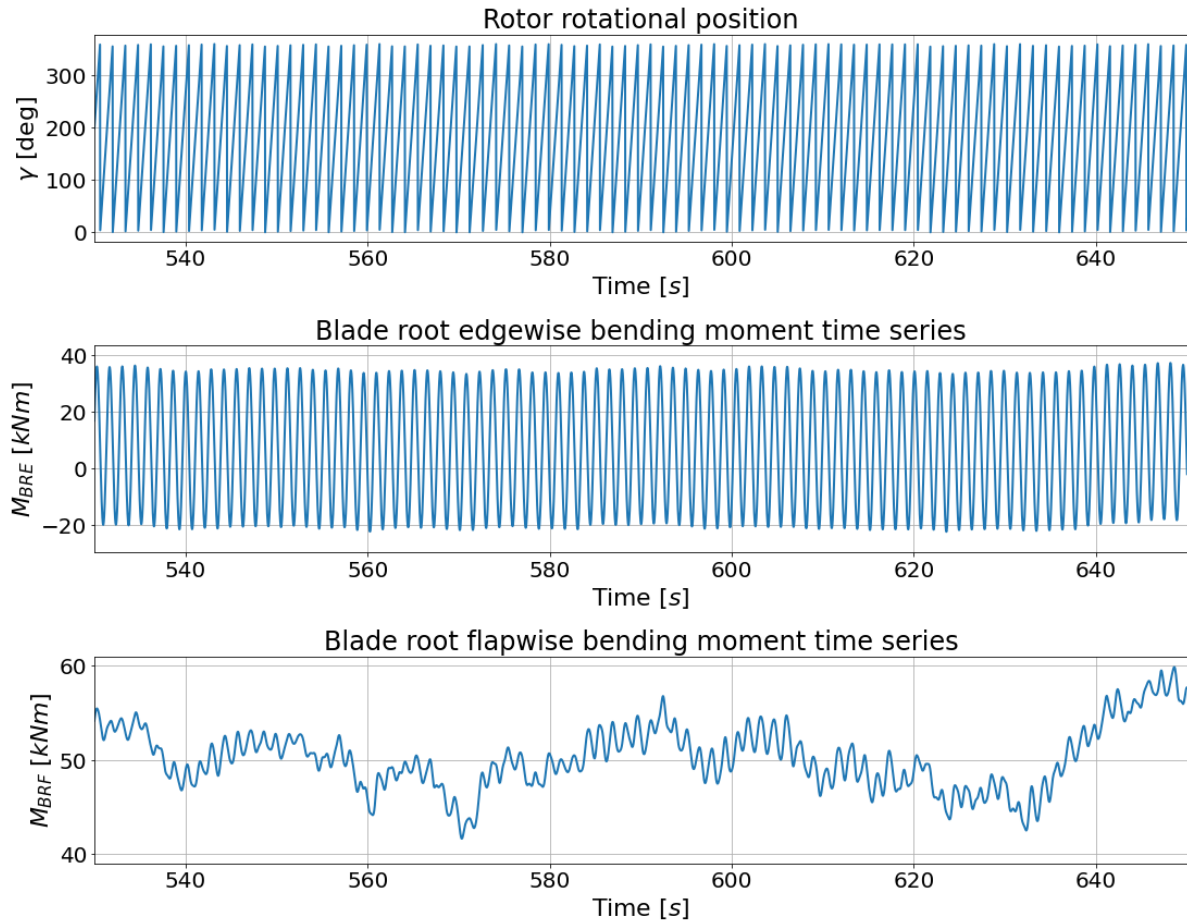 Rotor rotational position
300
200
100
0
γ [deg]
540 560 580 600 620 640
Time [s]
Blade root edgewise bending moment time series
40
20
0
−20
M_BRE [kNm]
540 560 580 600 620 640
Time [s]
Blade root flapwise bending moment time series
60
50
40
M_BRF [kNm]
540 560 580 600 620 640
Time [s]